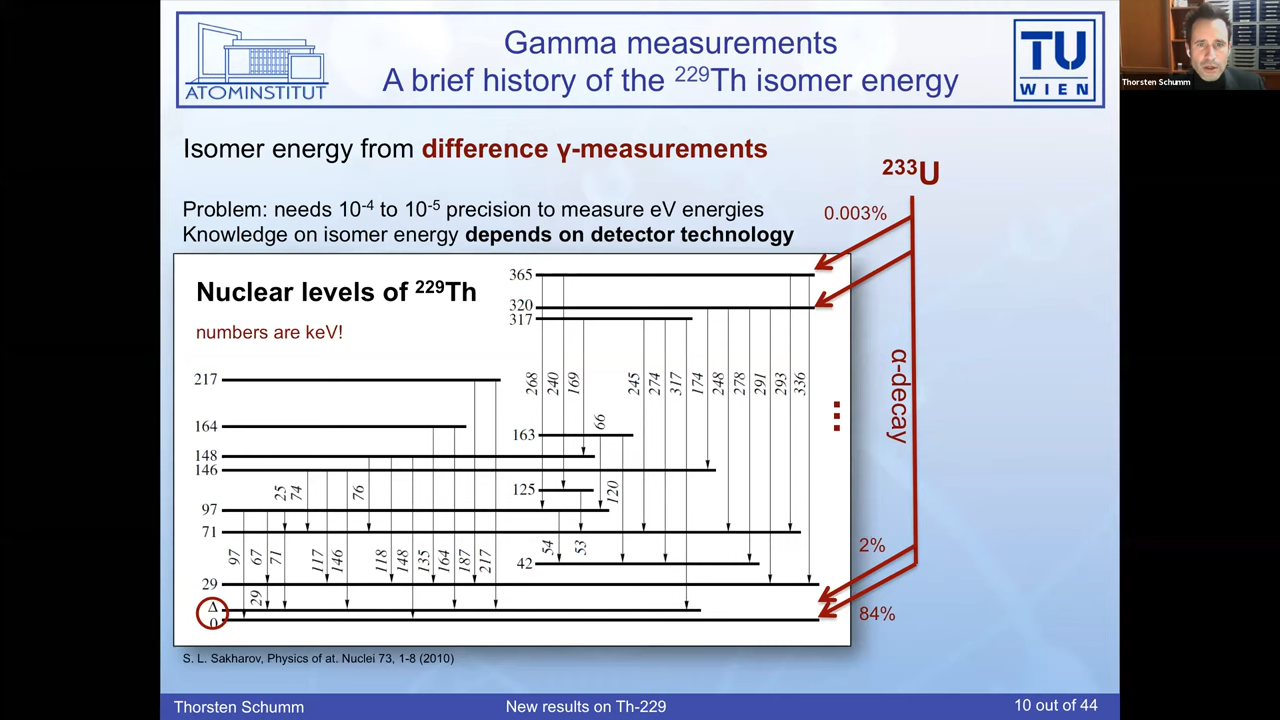 Gamma measurements
A brief history of the ²²⁹Th isomer energy
ATOMINSTITUT
TU
WIEN
Thorsten Schumm
Isomer energy from difference γ-measurements
Problem: needs 10⁻⁴ to 10⁻⁵ precision to measure eV energies
Knowledge on isomer energy depends on detector technology
²³³U
0.003%
α-decay
2%
84%
Nuclear levels of ²²⁹Th
numbers are keV!
365
320
317
268
240
169
245
274
317
174
248
278
291
293
336
217
66
164
163
148
146
25
74
76
125
120
97
71
97
67
71
117
146
118
148
135
164
187
217
54
53
42
29
29
Δ
0
...
S. L. Sakharov, Physics of at. Nuclei 73, 1-8 (2010)
Thorsten Schumm
New results on Th-229
10 out of 44